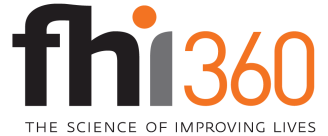 fhi360
THE SCIENCE OF IMPROVING LIVES